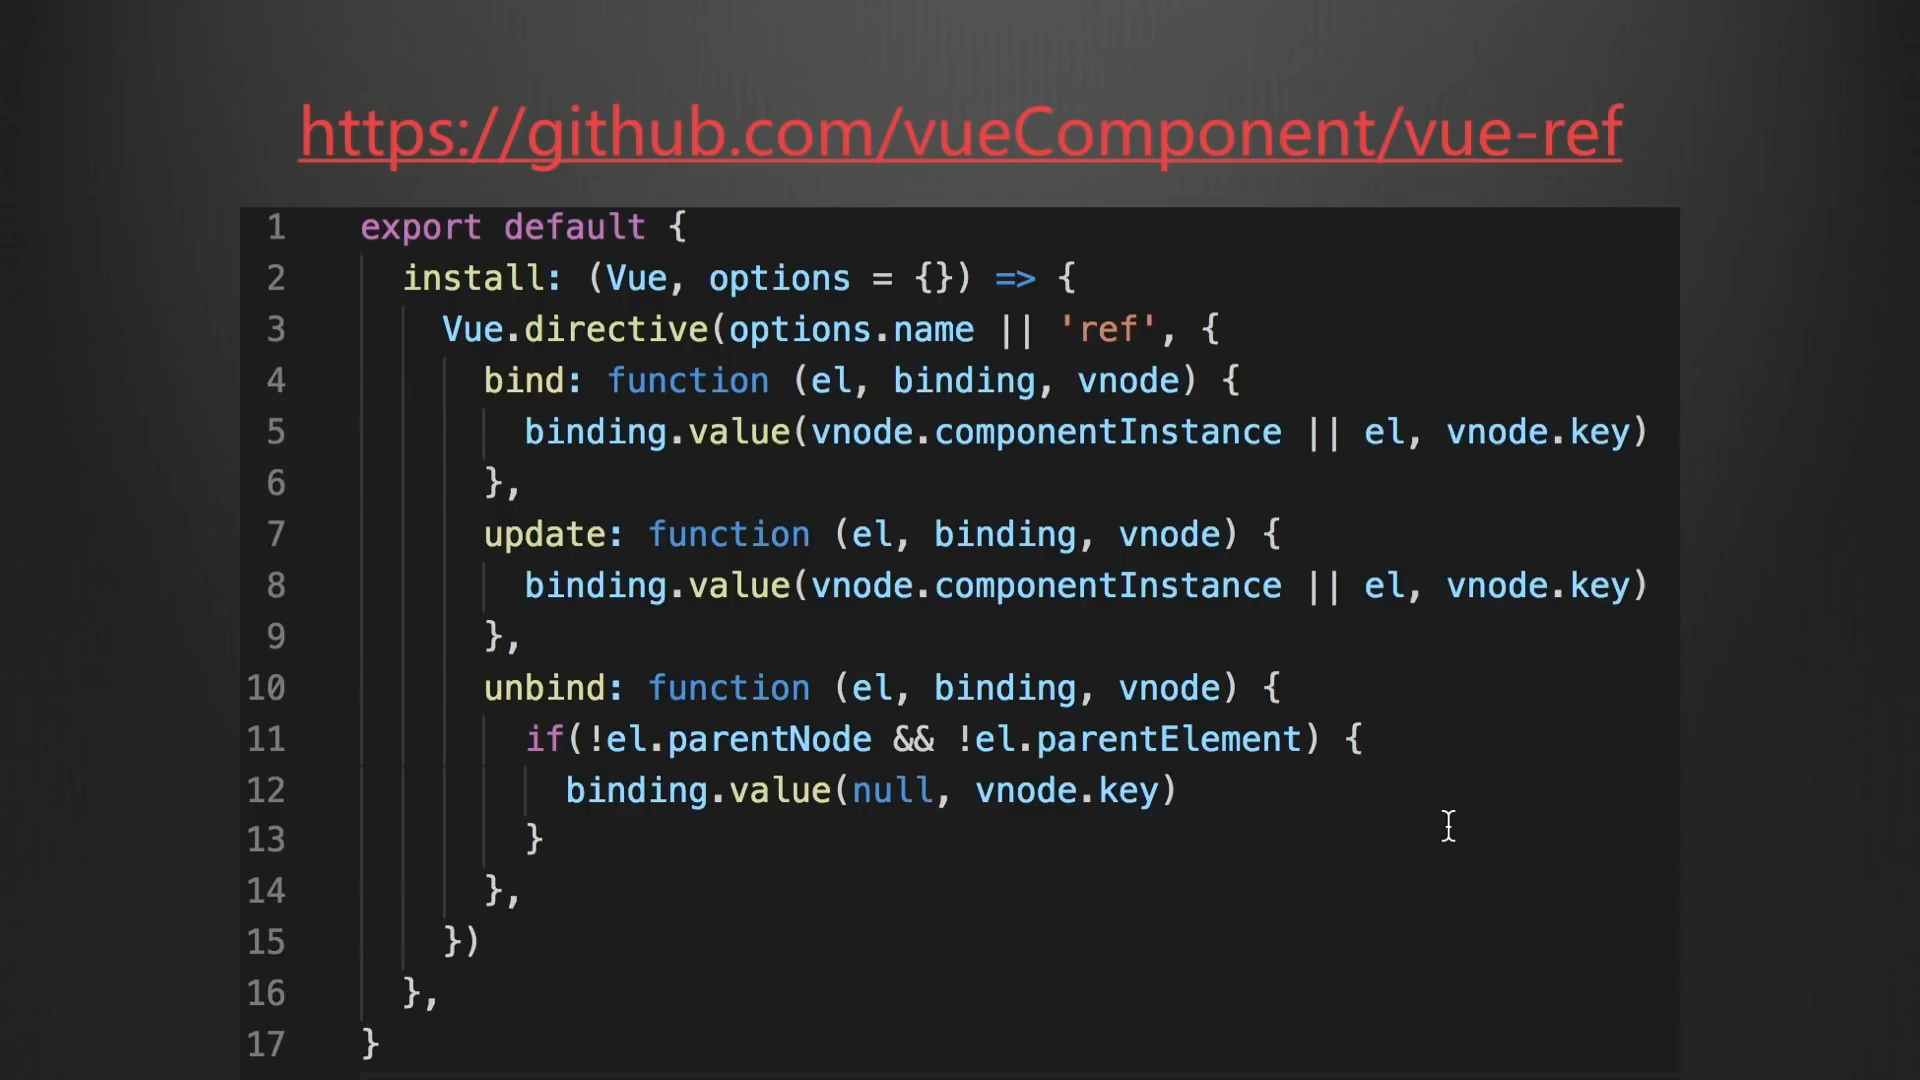 https://github.com/vueComponent/vue-ref
1 export default {
2 install: (Vue, options = {}) => {
3 Vue.directive(options.name || 'ref', {
4 bind: function (el, binding, vnode) {
5 binding.value(vnode.componentInstance || el, vnode.key)
6 },
7 update: function (el, binding, vnode) {
8 binding.value(vnode.componentInstance || el, vnode.key)
9 },
10 unbind: function (el, binding, vnode) {
11 if(!el.parentNode && !el.parentElement) {
12 binding.value(null, vnode.key)
13 }
14 },
15 })
16 },
17 }